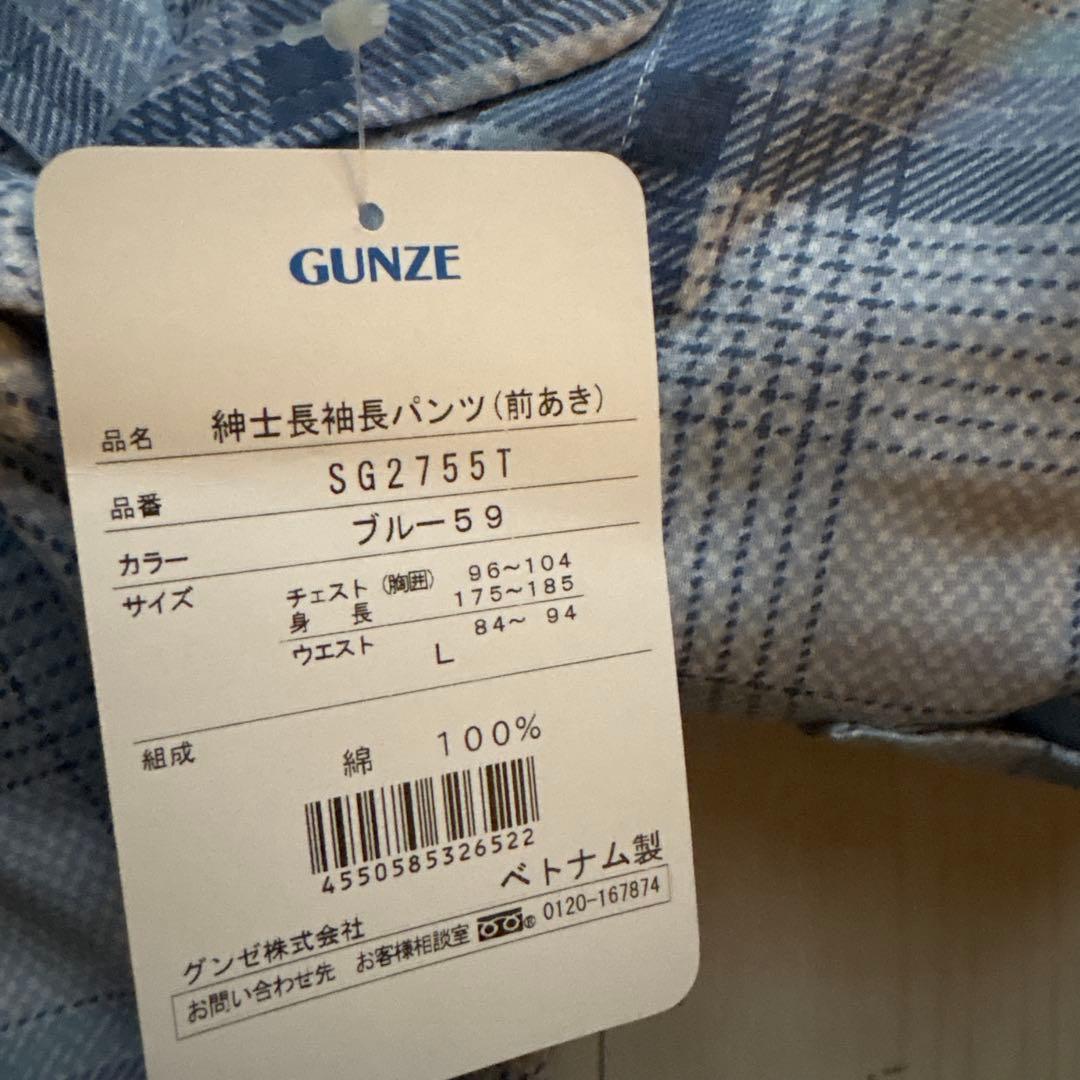 GUNZE
品名 紳士長袖長パンツ(前あき)
品番 SG2755T
カラー ブルー59
サイズ チェスト(胸囲) 96~104
身長 175~185
ウエスト 84~ 94
L
組成 綿 100%
4550585326522
ベトナム製
グンゼ株式会社
お問い合わせ先 お客様相談室 ® 0120-167874